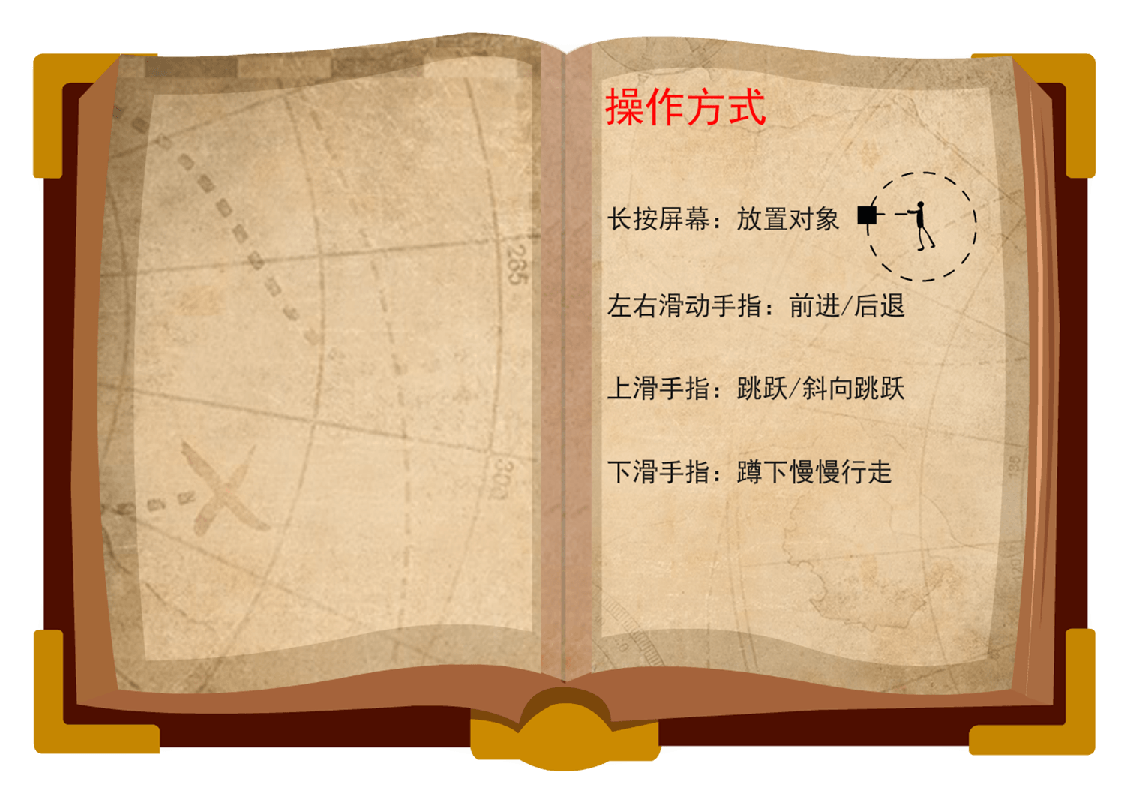 操作方式
长按屏幕：放置对象
左右滑动手指：前进/后退
上滑手指：跳跃/斜向跳跃
下滑手指：蹲下慢慢行走
285
300